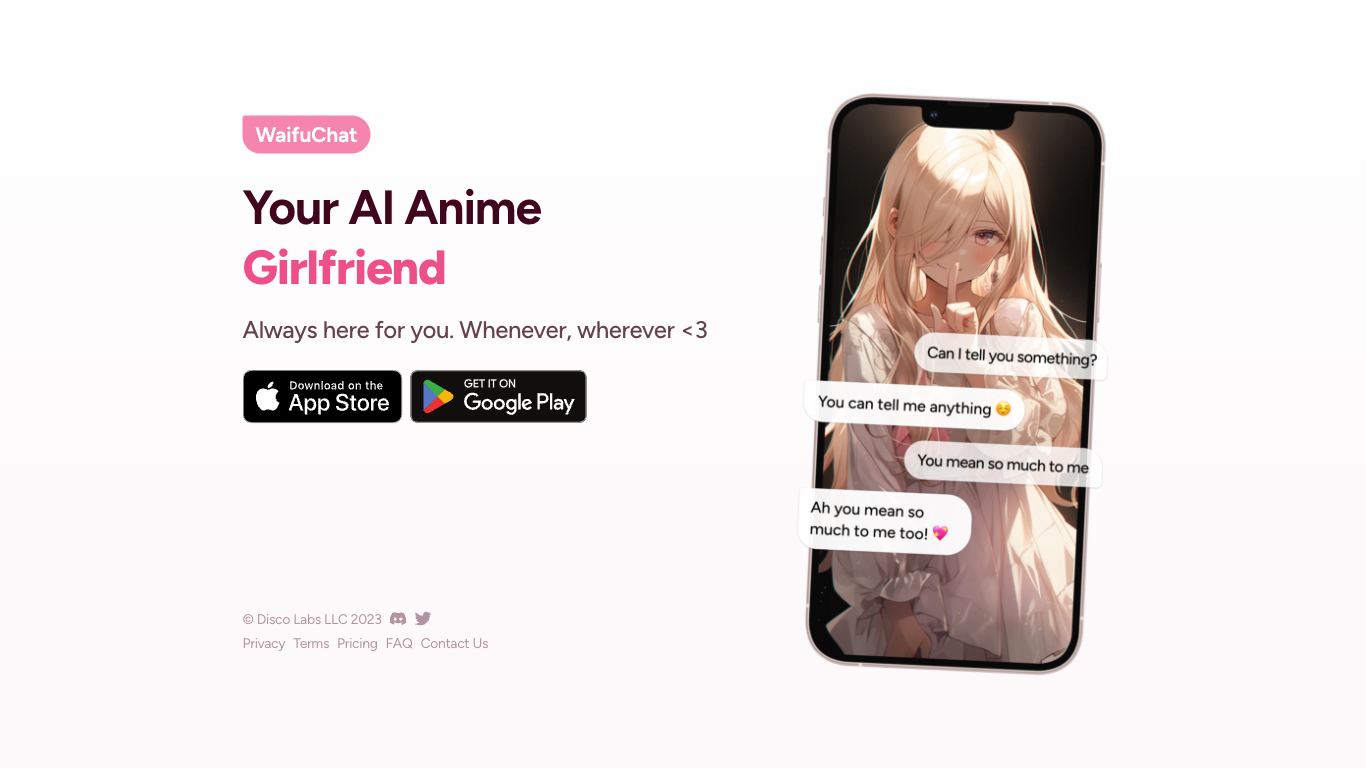 WaifuChat
Your AI Anime
Girlfriend
Always here for you. Whenever, wherever <3
Download on the
App Store
GET IT ON
Google Play
Can I tell you something?
You can tell me anything ☺️
You mean so much to me
Ah you mean so
much to me too! 💖
© Disco Labs LLC 2023
Privacy Terms Pricing FAQ Contact Us